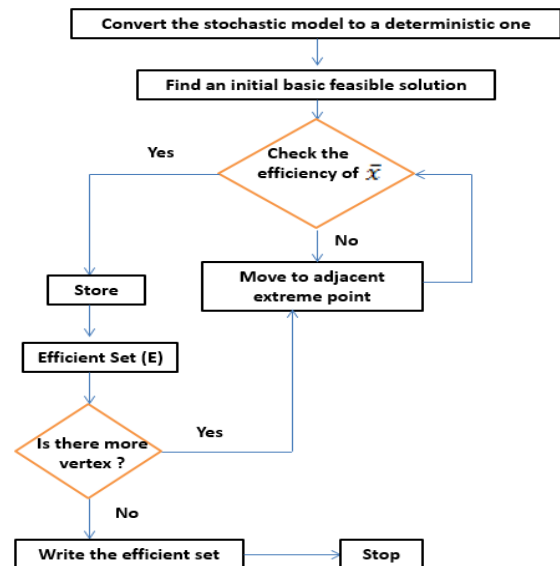 Convert the stochastic model to a deterministic one
Find an initial basic feasible solution
Yes
Check the
efficiency of x̄
No
Move to adjacent
extreme point
Store
Efficient Set (E)
Is there more
vertex ?
Yes
No
Write the efficient set
Stop